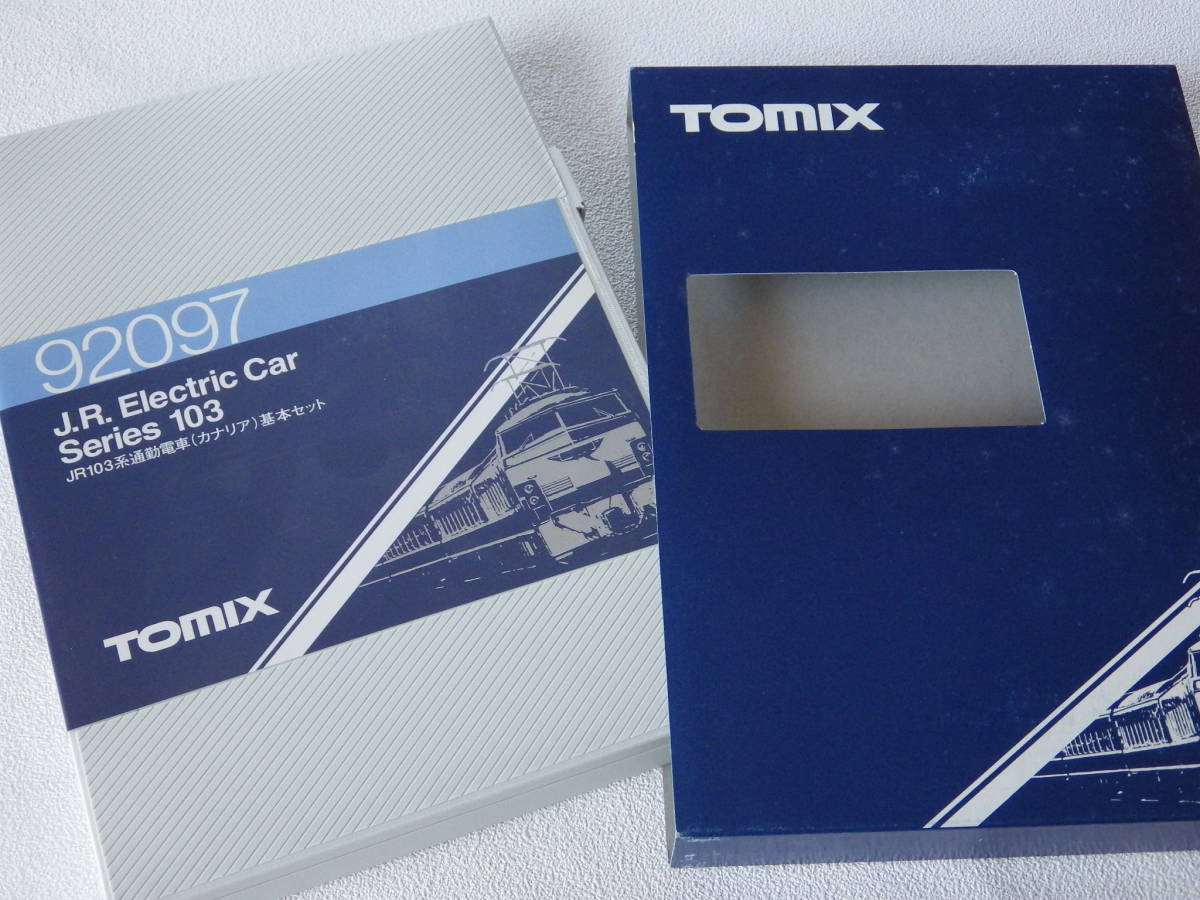 92097
J.R. Electric Car
Series 103
JR103系通勤電車(カナリア)基本セット
TOMIX
TOMIX